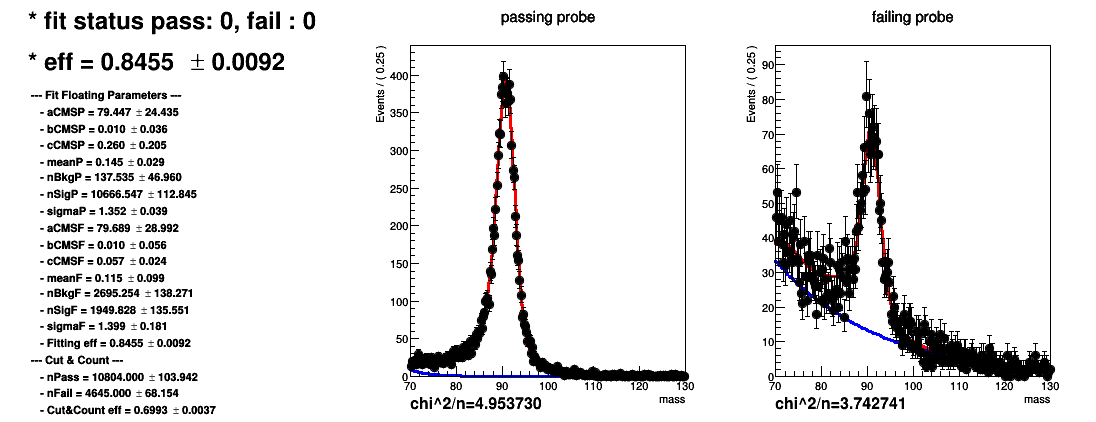 * fit status pass: 0, fail : 0
* eff = 0.8455 ± 0.0092
--- Fit Floating Parameters ---
- aCMSP = 79.447 ± 24.435
- bCMSP = 0.010 ± 0.036
- cCMSP = 0.260 ± 0.205
- meanP = 0.145 ± 0.029
- nBkgP = 137.535 ± 46.960
- nSigP = 10666.547 ± 112.845
- sigmaP = 1.352 ± 0.039
- aCMSF = 79.689 ± 28.992
- bCMSF = 0.010 ± 0.056
- cCMSF = 0.057 ± 0.024
- meanF = 0.115 ± 0.099
- nBkgF = 2695.254 ± 138.271
- nSigF = 1949.828 ± 135.551
- sigmaF = 1.399 ± 0.181
- Fitting eff = 0.8455 ± 0.0092
--- Cut & Count ---
- nPass = 10804.000 ± 103.942
- nFail = 4645.000 ± 68.154
- Cut&Count eff = 0.6993 ± 0.0037
passing probe
Events / ( 0.25 )
400
350
300
250
200
150
100
50
0
70 80 90 100 110 120 130
mass
chi^2/n=4.953730
failing probe
Events / ( 0.25 )
90
80
70
60
50
40
30
20
10
0
70 80 90 100 110 120 130
mass
chi^2/n=3.742741